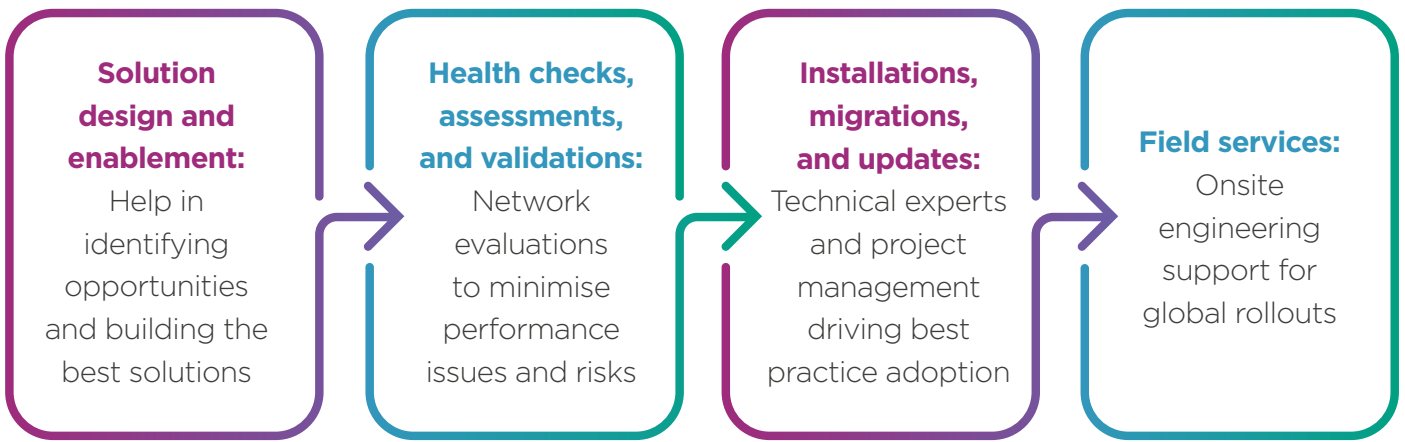 Solution
design and
enablement:
Help in
identifying
opportunities
and building the
best solutions
Health checks,
assessments,
and validations:
Network
evaluations
to minimise
performance
issues and risks
Installations,
migrations,
and updates:
Technical experts
and project
management
driving best
practice adoption
Field services:
Onsite
engineering
support for
global rollouts